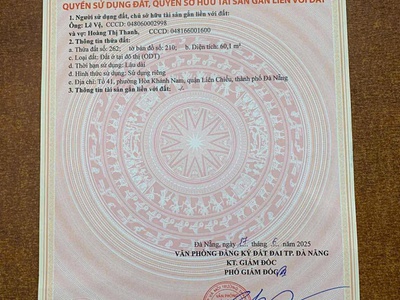 QUYỀN SỬ DỤNG ĐẤT, QUYỀN SỞ HỮU TÀI SẢN GẮN LIỀN VỚI ĐẤT
1. Người sử dụng đất, chủ sở hữu tài sản gắn liền với đất:
Ông: Lê Vệ, CCCD: 048060002998
và vợ: Hoàng Thị Thanh, CCCD: 048166001600
2. Thông tin thửa đất:
a. Thửa đất số: 262; tờ bản đồ số: 210; b. Diện tích: 60,1 m²
c. Loại đất: Đất ở tại đô thị (ODT)
d. Thời hạn sử dụng: Lâu dài
đ. Hình thức sử dụng: Sử dụng riêng
e. Địa chỉ: Tổ 41, phường Hòa Khánh Nam, quận Liên Chiểu, thành phố Đà Nẵng
3. Thông tin tài sản gắn liền với đất: -/-
Đà Nẵng, ngày 17 tháng 6 năm 2025
VĂN PHÒNG ĐĂNG KÝ ĐẤT ĐAI TP. ĐÀ NẴNG
KT. GIÁM ĐỐC
PHÓ GIÁM ĐỐC